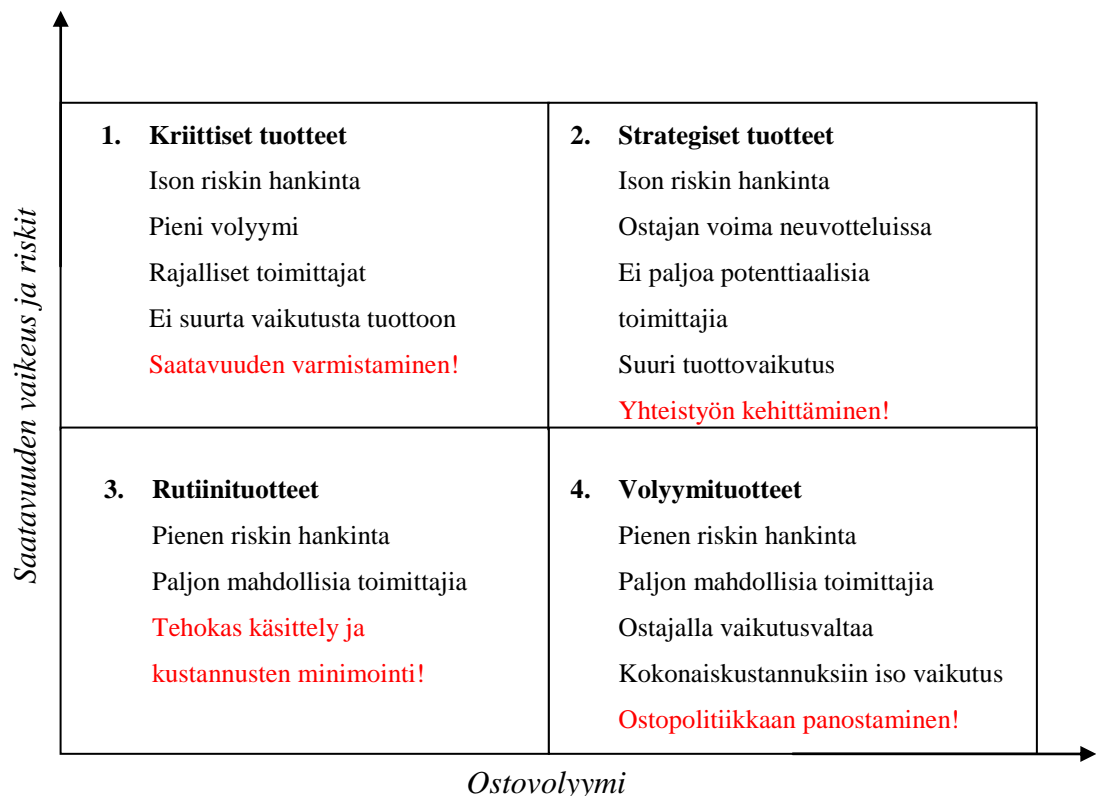 Saatavuuden vaikeus ja riskit
1. Kriittiset tuotteet
Ison riskin hankinta
Pieni volyymi
Rajalliset toimittajat
Ei suurta vaikutusta tuottoon
Saatavuuden varmistaminen!
2. Strategiset tuotteet
Ison riskin hankinta
Ostajan voima neuvotteluissa
Ei paljoa potenttiaalisia
toimittajia
Suuri tuottovaikutus
Yhteistyön kehittäminen!
3. Rutiinituotteet
Pienen riskin hankinta
Paljon mahdollisia toimittajia
Tehokas käsittely ja
kustannusten minimointi!
4. Volyymituotteet
Pienen riskin hankinta
Paljon mahdollisia toimittajia
Ostajalla vaikutusvaltaa
Kokonaiskustannuksiin iso vaikutus
Ostopolitiikkaan panostaminen!
Ostovolyymi